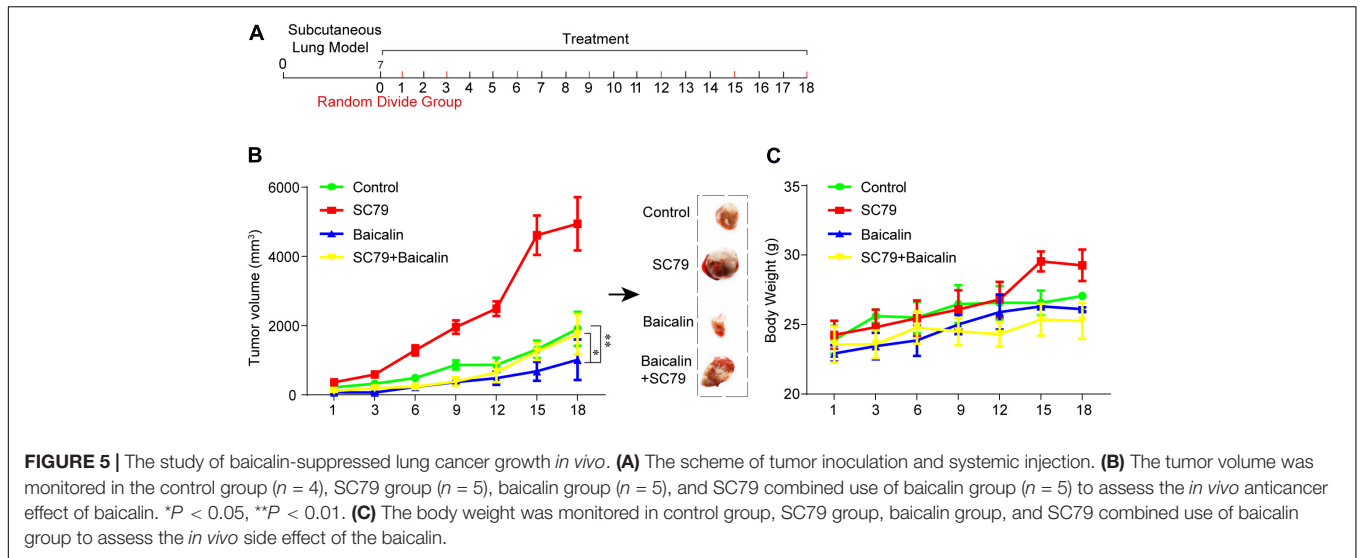 A
Subcutaneous
Lung Model
Treatment
0 7
0 1 2 3 4 5 6 7 8 9 10 11 12 13 14 15 16 17 18
Random Divide Group
B
Tumor volume (mm³)
6000
4000
2000
0
Control
SC79
Baicalin
SC79+Baicalin
* **
1 3 6 9 12 15 18
Control
SC79
Baicalin
Baicalin
+SC79
C
Body Weight (g)
35
30
25
20
Control
SC79
Baicalin
SC79+Baicalin
1 3 6 9 12 15 18
FIGURE 5 | The study of baicalin-suppressed lung cancer growth in vivo. (A) The scheme of tumor inoculation and systemic injection. (B) The tumor volume was
monitored in the control group (n = 4), SC79 group (n = 5), baicalin group (n = 5), and SC79 combined use of baicalin group (n = 5) to assess the in vivo anticancer
effect of baicalin. *P < 0.05, **P < 0.01. (C) The body weight was monitored in control group, SC79 group, baicalin group, and SC79 combined use of baicalin
group to assess the in vivo side effect of the baicalin.